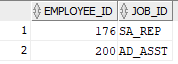 EMPLOYEE_ID JOB_ID
1 176 SA_REP
2 200 AD_ASST